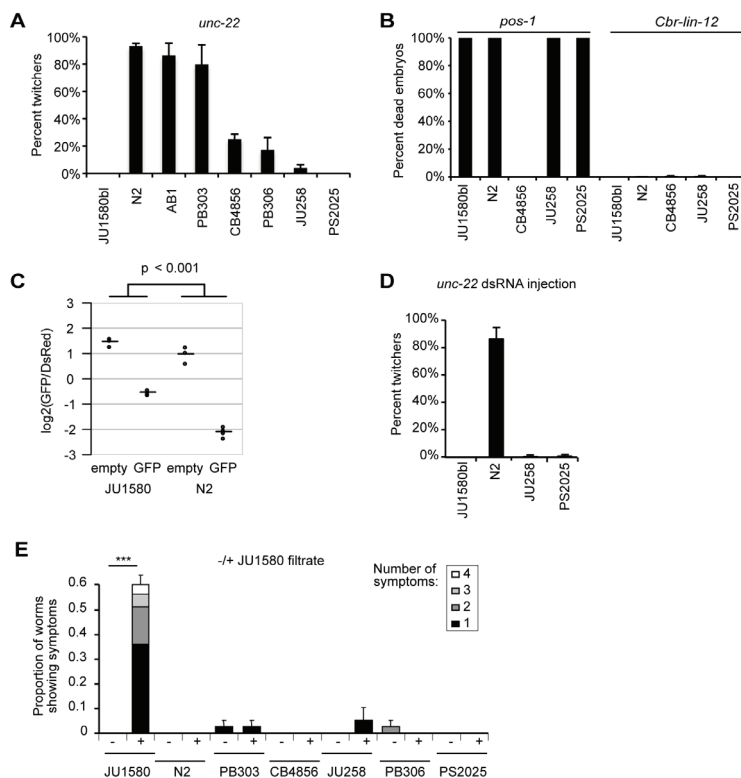 A
unc-22
Percent twitchers
100%
80%
60%
40%
20%
0%
JU1580bl
N2
AB1
PB303
CB4856
PB306
JU258
PS2025
B
pos-1
Cbr-lin-12
Percent dead embryos
100%
80%
60%
40%
20%
0%
JU1580bl
N2
CB4856
JU258
PS2025
JU1580bl
N2
CB4856
JU258
PS2025
C
p < 0.001
log2(GFP/DsRed)
3
2
1
0
-1
-2
-3
empty GFP empty GFP
JU1580 N2
D
unc-22 dsRNA injection
Percent twitchers
100%
80%
60%
40%
20%
0%
JU1580bl
N2
JU258
PS2025
E
-/+ JU1580 filtrate
***
Number of
symptoms:
4
3
2
1
Proportion of worms
showing symptoms
0.6
0.5
0.4
0.3
0.2
0.1
0
- + - + - + - + - + - + - +
JU1580 N2 PB303 CB4856 JU258 PB306 PS2025